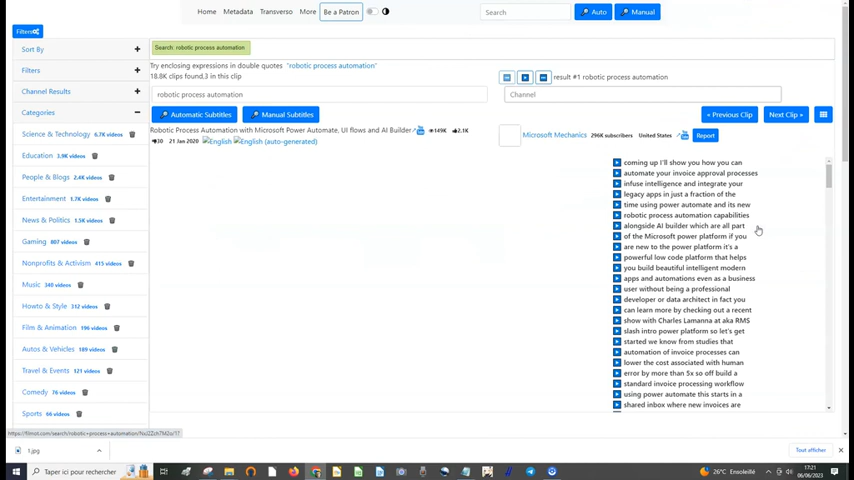 Home Metadata Transverso More Be a Patron Search Auto Manual
Filters
Sort By +
Filters +
Channel Results +
Categories −
Science & Technology 6.7K videos
Education 3.9K videos
People & Blogs 2.4K videos
Entertainment 1.7K videos
News & Politics 1.5K videos
Gaming 807 videos
Nonprofits & Activism 415 videos
Music 340 videos
Howto & Style 312 videos
Film & Animation 196 videos
Autos & Vehicles 189 videos
Travel & Events 121 videos
Comedy 76 videos
Sports 66 videos
Search: robotic process automation
Try enclosing expressions in double quotes "robotic process automation"
18.8K clips found.3 in this clip
result #1 robotic process automation
robotic process automation
Channel
Automatic Subtitles Manual Subtitles
« Previous Clip Next Clip »
Robotic Process Automation with Microsoft Power Automate, UI flows and AI Builder 149K 2.1K
30 21 Jan 2020 English English (auto-generated)
Microsoft Mechanics 296K subscribers United States Report
coming up I'll show you how you can
automate your invoice approval processes
infuse intelligence and integrate your
legacy apps in just a fraction of the
time using power automate and its new
robotic process automation capabilities
alongside AI builder which are all part
of the Microsoft power platform if you
are new to the power platform it's a
powerful low code platform that helps
you build beautiful intelligent modern
apps and automations even as a business
user without being a professional
developer or data architect in fact you
can learn more by checking out a recent
show with Charles Lamanna at aka RMS
slash intro power platform so let's get
started we know from studies that
automation of invoice processes can
lower the cost associated with human
error by more than 5x so off build a
standard invoice processing workflow
using power automate this starts in a
shared inbox where new invoices are
1.jpg
Tout afficher
Taper ici pour rechercher
26°C Ensoleillé
17:21
06/06/2023